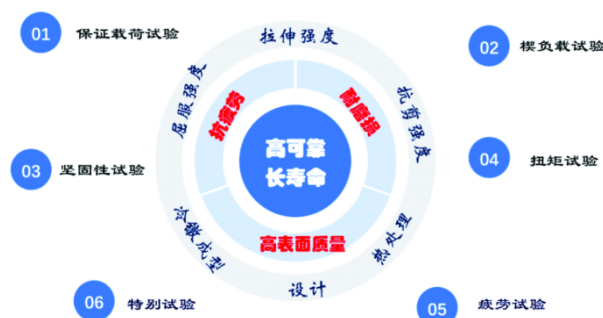 01 保证载荷试验
拉伸强度
02 楔负载试验
屈服强度
抗疲劳
耐磨损
抗剪强度
高可靠
长寿命
03 坚固性试验
04 扭矩试验
冷镦成型
高表面质量
热处理
设计
06 特别试验
05 疲劳试验